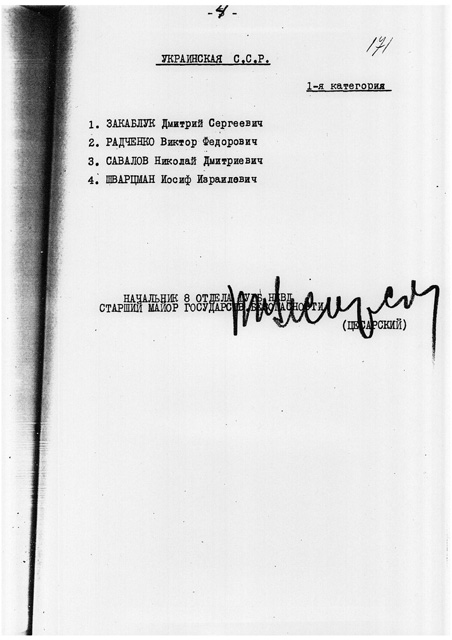 - 4 -
171
УКРАИНСКАЯ С.С.Р.
1-я категория
1. ЗАКАБЛУК Дмитрий Сергеевич
2. РАДЧЕНКО Виктор Федорович
3. САВАЛОВ Николай Дмитриевич
4. ШВАРЦМАН Иосиф Израилевич
НАЧАЛЬНИК 8 ОТДЕЛА ГУГБ НКВД
СТАРШИЙ МАЙОР ГОСУДАРСТВ.БЕЗОПАСНОСТИ
(ЦЕСАРСКИЙ)